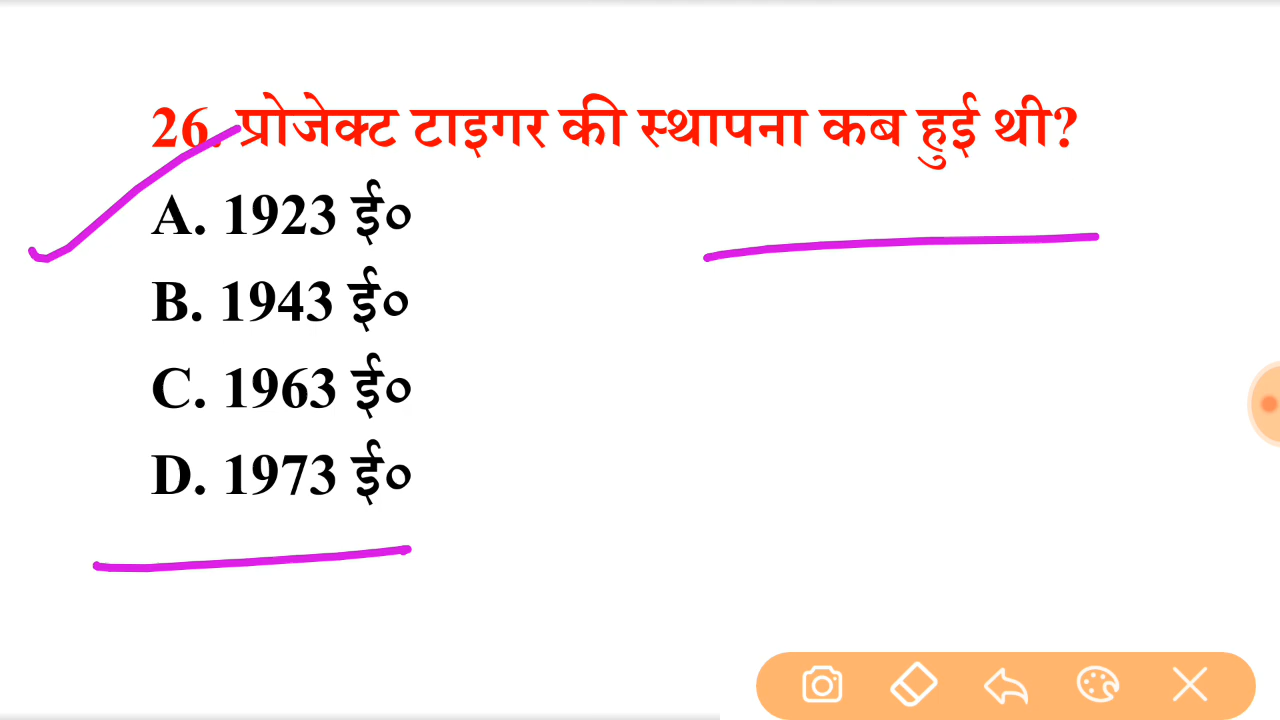 26. प्रोजेक्ट टाइगर की स्थापना कब हुई थी?
A. 1923 ई०
B. 1943 ई०
C. 1963 ई०
D. 1973 ई०